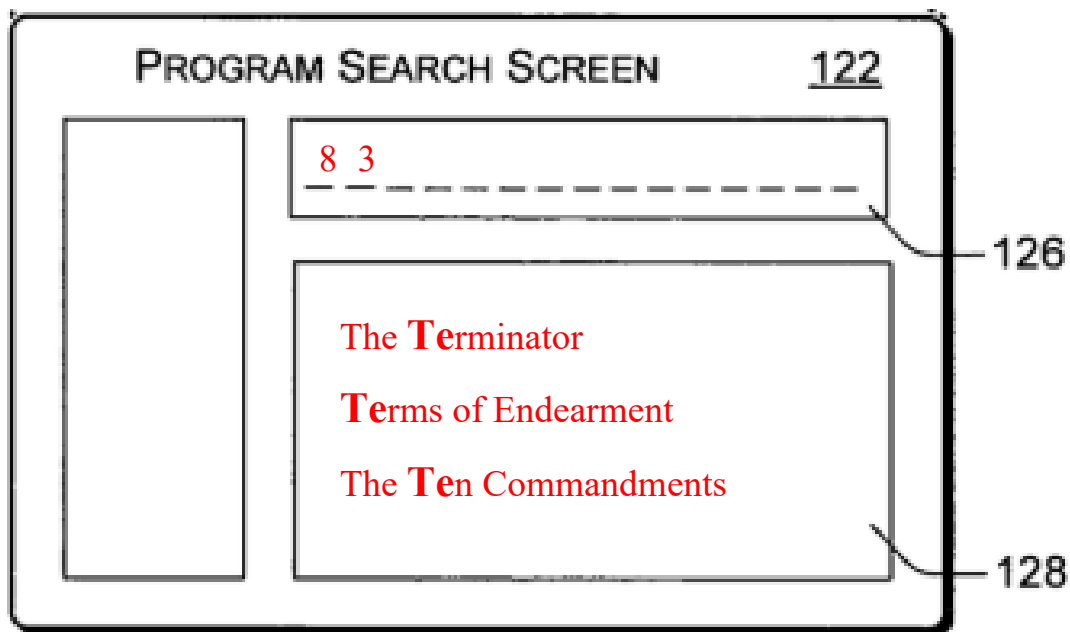 PROGRAM SEARCH SCREEN 122
8 3
126
The Terminator
Terms of Endearment
The Ten Commandments
128